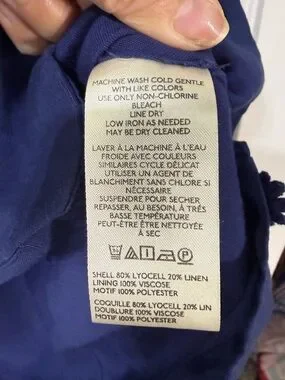 MACHINE WASH COLD GENTLE
WITH LIKE COLORS
USE ONLY NON-CHLORINE
BLEACH
LINE DRY
LOW IRON AS NEEDED
MAY BE DRY CLEANED
LAVER À LA MACHINE À L'EAU
FROIDE AVEC COULEURS
SIMILAIRES CYCLE DÉLICAT
UTILISER UN AGENT DE
BLANCHIMENT SANS CHLORE SI
NÉCESSAIRE
SUSPENDRE POUR SECHER
REPASSER, AU BESOIN, À TRÈS
BASSE TEMPÉRATURE
PEUT-ÊTRE ÊTRE NETTOYÉE
À SEC
P
SHELL 80% LYOCELL 20% LINEN
LINING 100% VISCOSE
MOTIF 100% POLYESTER
COQUILLE 80% LYOCELL 20% LIN
DOUBLURE 100% VISCOSE
MOTIF 100% POLYESTER